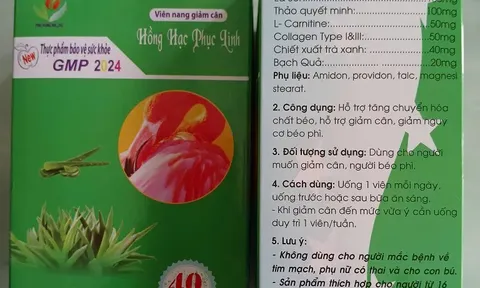 Viên nang giảm cân
Hồng Hạc Phục Linh
Thực phẩm bảo vệ sức khỏe
New
GMP 2024
Thảo quyết minh: 100mg
L- Carnitine: 60mg
Collagen Type I&III: 50mg
Chiết xuất trà xanh: 40mg
Bạch Quả: 20mg
Phụ liệu: Amidon, providon, talc, magnesi
stearat.
2. Công dụng: Hỗ trợ tăng chuyển hóa
chất béo, hỗ trợ giảm cân, giảm nguy
cơ béo phì.
3. Đối tượng sử dụng: Dùng cho người
muốn giảm cân, người béo phì.
4. Cách dùng: Uống 1 viên mỗi ngày,
uống trước hoặc sau bữa ăn sáng.
- Khi giảm cân đến mức vừa ý cần uống
duy trì 1 viên/tuần.
5. Lưu ý:
- Không dùng cho người mắc bệnh về
tim mạch, phụ nữ có thai và cho con bú.
- Sản phẩm thích hợp cho người từ 16